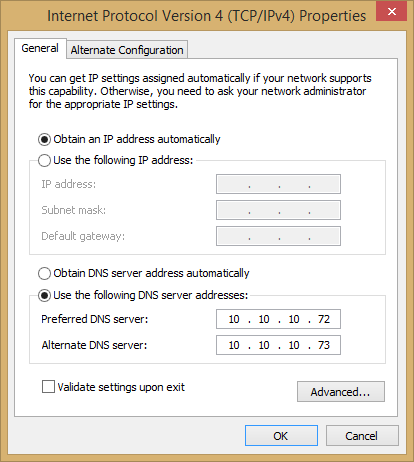 Internet Protocol Version 4 (TCP/IPv4) Properties
General
Alternate Configuration
You can get IP settings assigned automatically if your network supports
this capability. Otherwise, you need to ask your network administrator
for the appropriate IP settings.
Obtain an IP address automatically
Use the following IP address:
IP address: . . .
Subnet mask: . . .
Default gateway: . . .
Obtain DNS server address automatically
Use the following DNS server addresses:
Preferred DNS server: 10 . 10 . 10 . 72
Alternate DNS server: 10 . 10 . 10 . 73
Validate settings upon exit
Advanced...
OK Cancel